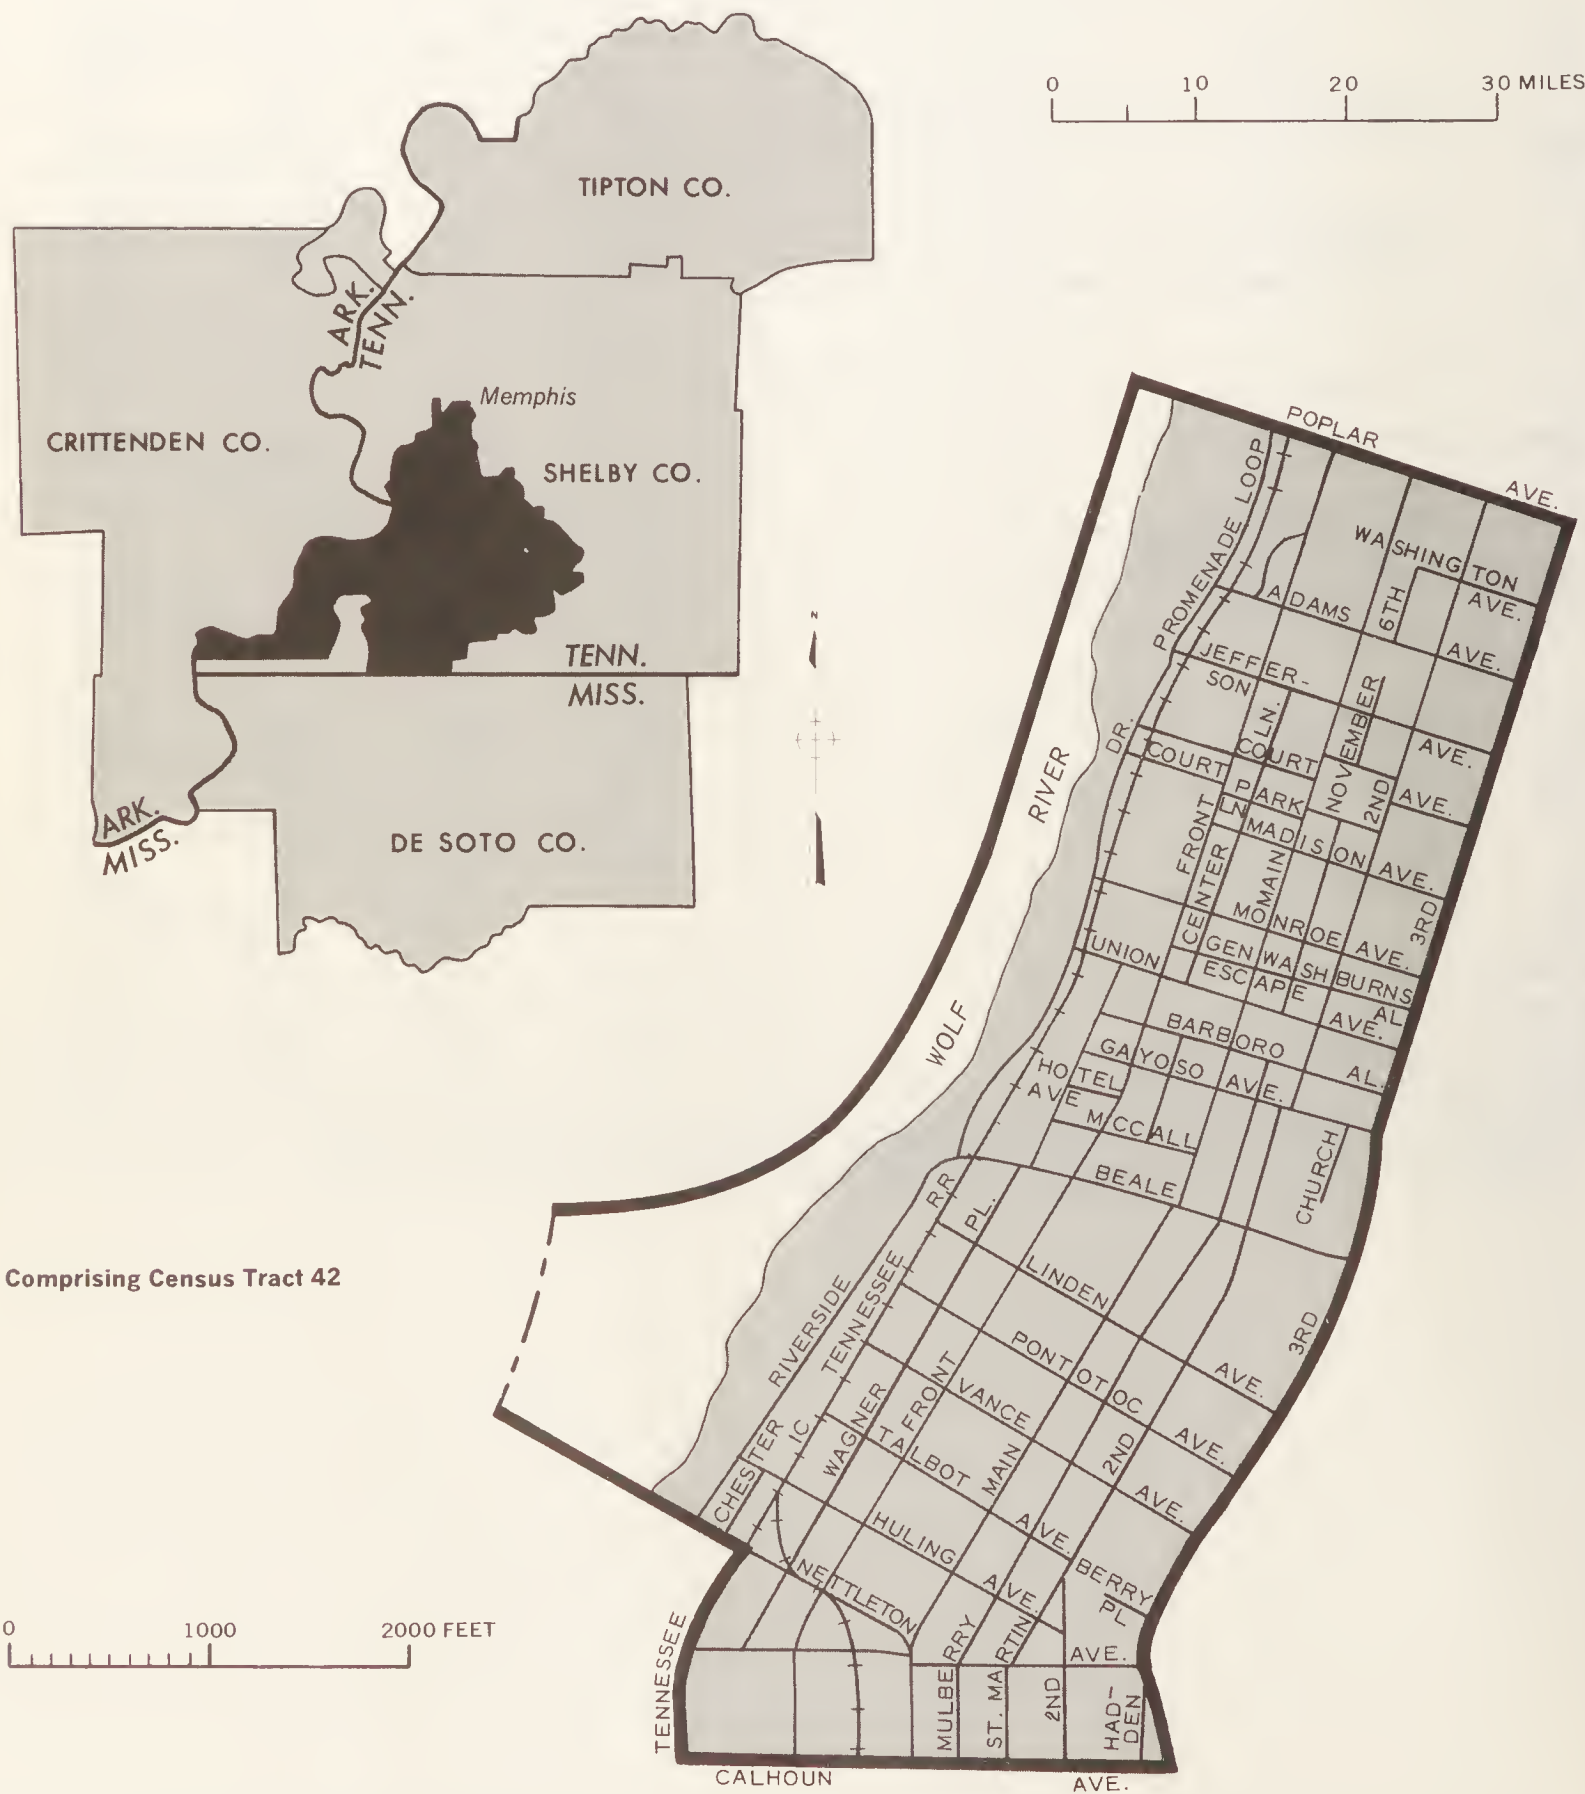 0 10 20 30 MILES
TIPTON CO.
ARK.
TENN.
Memphis
CRITTENDEN CO.
SHELBY CO.
TENN.
MISS.
ARK.
MISS.
DE SOTO CO.
N
POPLAR AVE.
PROMENADE LOOP
WASHINGTON AVE.
6TH
ADAMS AVE.
JEFFER-
SON AVE.
NOVEMBER
LN.
COURT
COURT AVE.
DR.
RIVER
WOLF
PARK
LN
2ND
FRONT
CENTER
MAIN
MADISON AVE.
MONROE AVE.
3RD
UNION AVE.
GEN WASHBURNS
ESCAPE AL
BARBORO AL.
GAYOSO AVE.
HOTEL
AVE
MCCALL
BEALE
CHURCH
RR
PL.
LINDEN AVE.
3RD
Comprising Census Tract 42
RIVERSIDE
TENNESSEE
PONTOTOC AVE.
VANCE AVE.
FRONT
WAGNER
IC
CHESTER
TALBOT AVE.
MAIN
2ND
HULING AVE.
BERRY
PL
NETTLETON AVE.
0 1000 2000 FEET
TENNESSEE
MULBERRY
ST. MARTIN
2ND
HAD-
DEN
CALHOUN AVE.